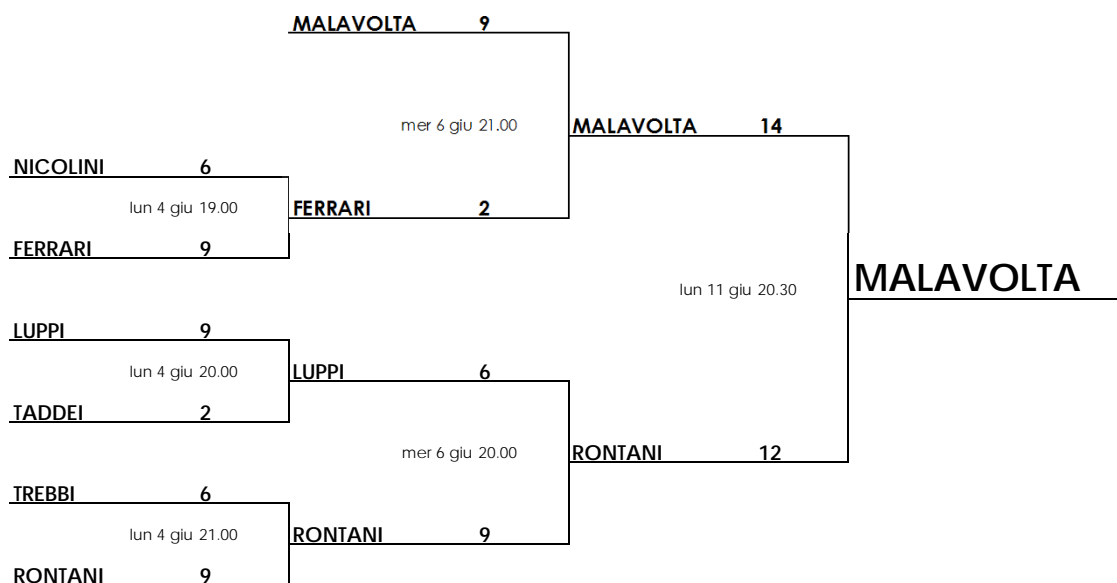 MALAVOLTA 9
mer 6 giu 21.00
MALAVOLTA 14
NICOLINI 6
lun 4 giu 19.00
FERRARI 2
FERRARI 9
MALAVOLTA
lun 11 giu 20.30
LUPPI 9
lun 4 giu 20.00
LUPPI 6
TADDEI 2
mer 6 giu 20.00
RONTANI 12
TREBBI 6
lun 4 giu 21.00
RONTANI 9
RONTANI 9